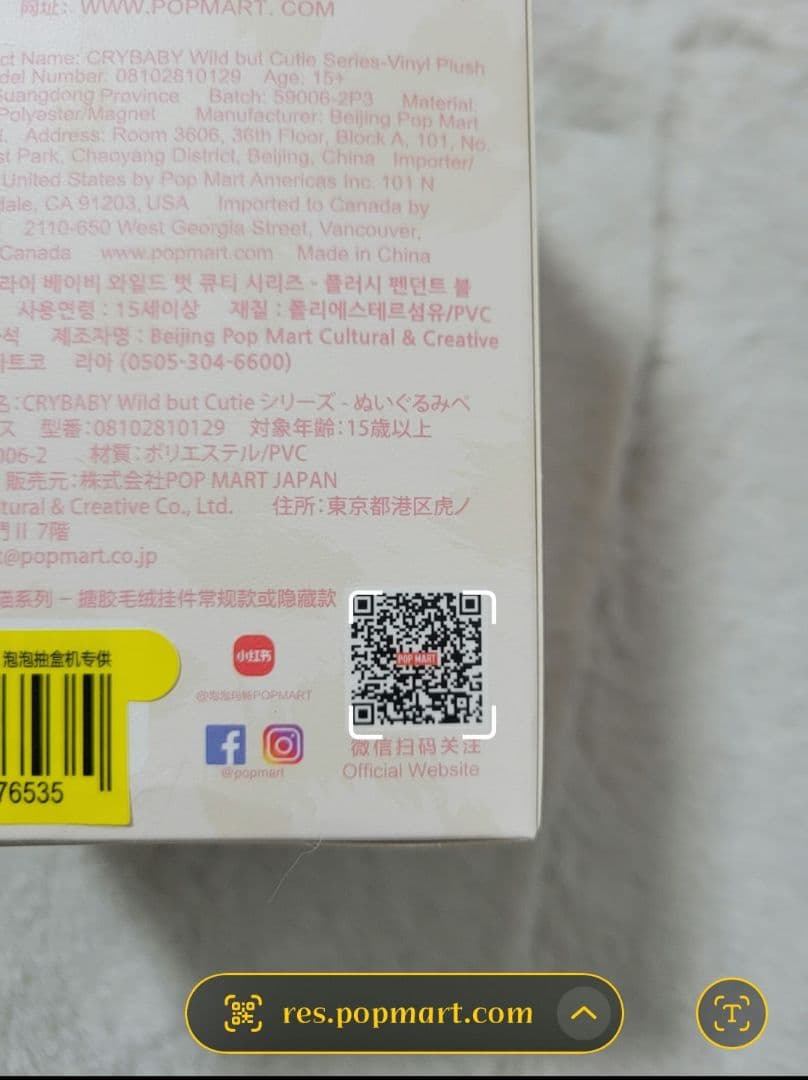 网址: WWW.POPMART.COM
ct Name: CRYBABY Wild but Cutie Series-Vinyl Plush
del Number: 08102810129 Age: 15+
Guangdong Province Batch: 59006-2P3 Material:
Polyester/Magnet Manufacturer: Beijing Pop Mart
Address: Room 3606, 36th Floor, Block A, 101, No.
st Park, Chaoyang District, Beijing, China Importer/
United States by Pop Mart Americas Inc. 101 N
dale, CA 91203, USA Imported to Canada by
2110-650 West Georgia Street, Vancouver,
Canada www.popmart.com Made in China
라이 베이비 와일드 벗 큐티 시리즈 - 플러시 펜던트 블
사용연령 : 15세이상 재질 : 폴리에스테르섬유/PVC
석 제조자명 : Beijing Pop Mart Cultural & Creative
마트코 리아 (0505-304-6600)
名:CRYBABY Wild but Cutie シリーズ - ぬいぐるみペ
ス 型番:08102810129 対象年齢:15歳以上
006-2 材質:ポリエステル/PVC
販売元:株式会社POP MART JAPAN
tural & Creative Co., Ltd. 住所:東京都港区虎ノ
門II 7階
t@popmart.co.jp
猫系列 – 搪胶毛绒挂件常规款或隐藏款
泡泡抽盒机专供
小红书
POP MART
@泡泡玛特POPMART
76535
@popmart
微信扫码关注
Official Website
res.popmart.com
T